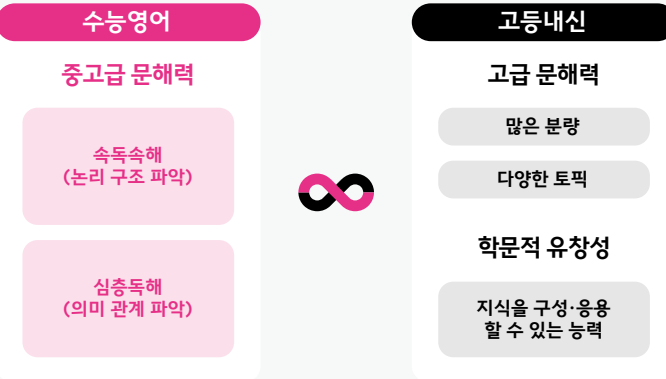 수능영어
중고급 문해력
속독속해
(논리 구조 파악)
심층독해
(의미 관계 파악)
고등내신
고급 문해력
많은 분량
다양한 토픽
학문적 유창성
지식을 구성·응용
할 수 있는 능력